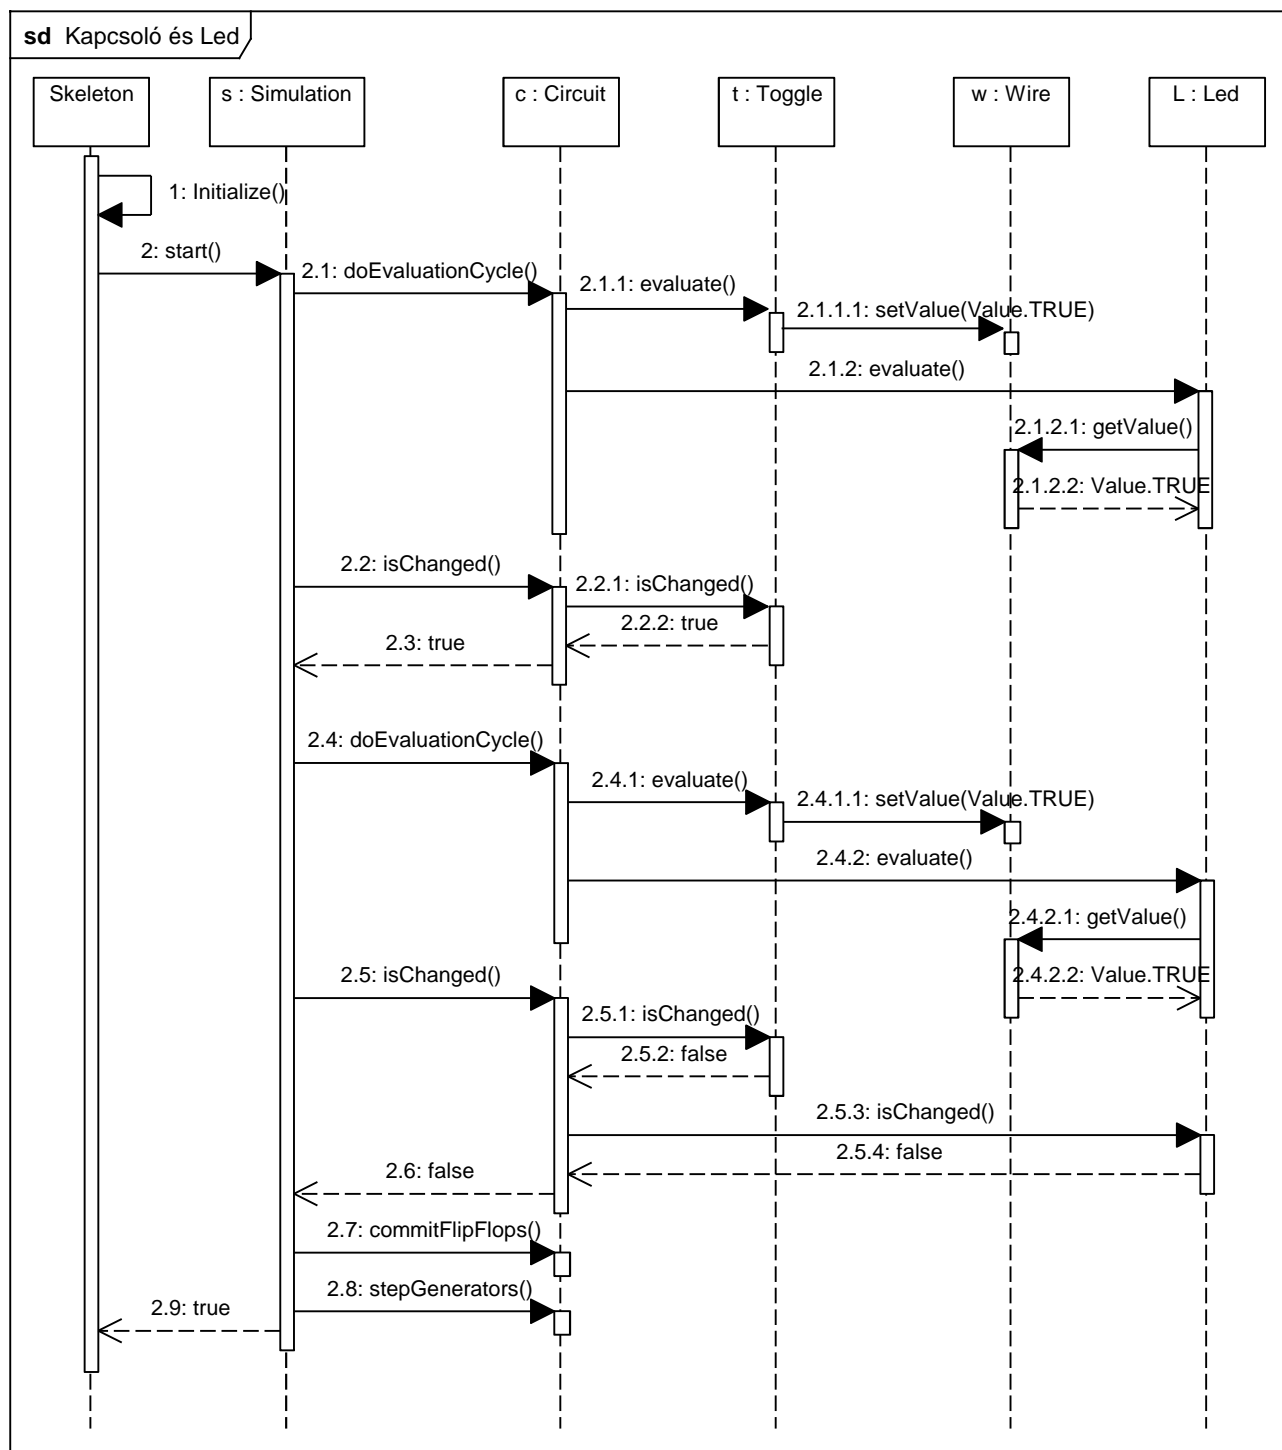 sd Kapcsoló és Led
Skeleton
s : Simulation
c : Circuit
t : Toggle
w : Wire
L : Led
1: Initialize()
2: start()
2.1: doEvaluationCycle()
2.1.1: evaluate()
2.1.1.1: setValue(Value.TRUE)
2.1.2: evaluate()
2.1.2.1: getValue()
2.1.2.2: Value.TRUE
2.2: isChanged()
2.2.1: isChanged()
2.2.2: true
2.3: true
2.4: doEvaluationCycle()
2.4.1: evaluate()
2.4.1.1: setValue(Value.TRUE)
2.4.2: evaluate()
2.4.2.1: getValue()
2.4.2.2: Value.TRUE
2.5: isChanged()
2.5.1: isChanged()
2.5.2: false
2.5.3: isChanged()
2.5.4: false
2.6: false
2.7: commitFlipFlops()
2.8: stepGenerators()
2.9: true